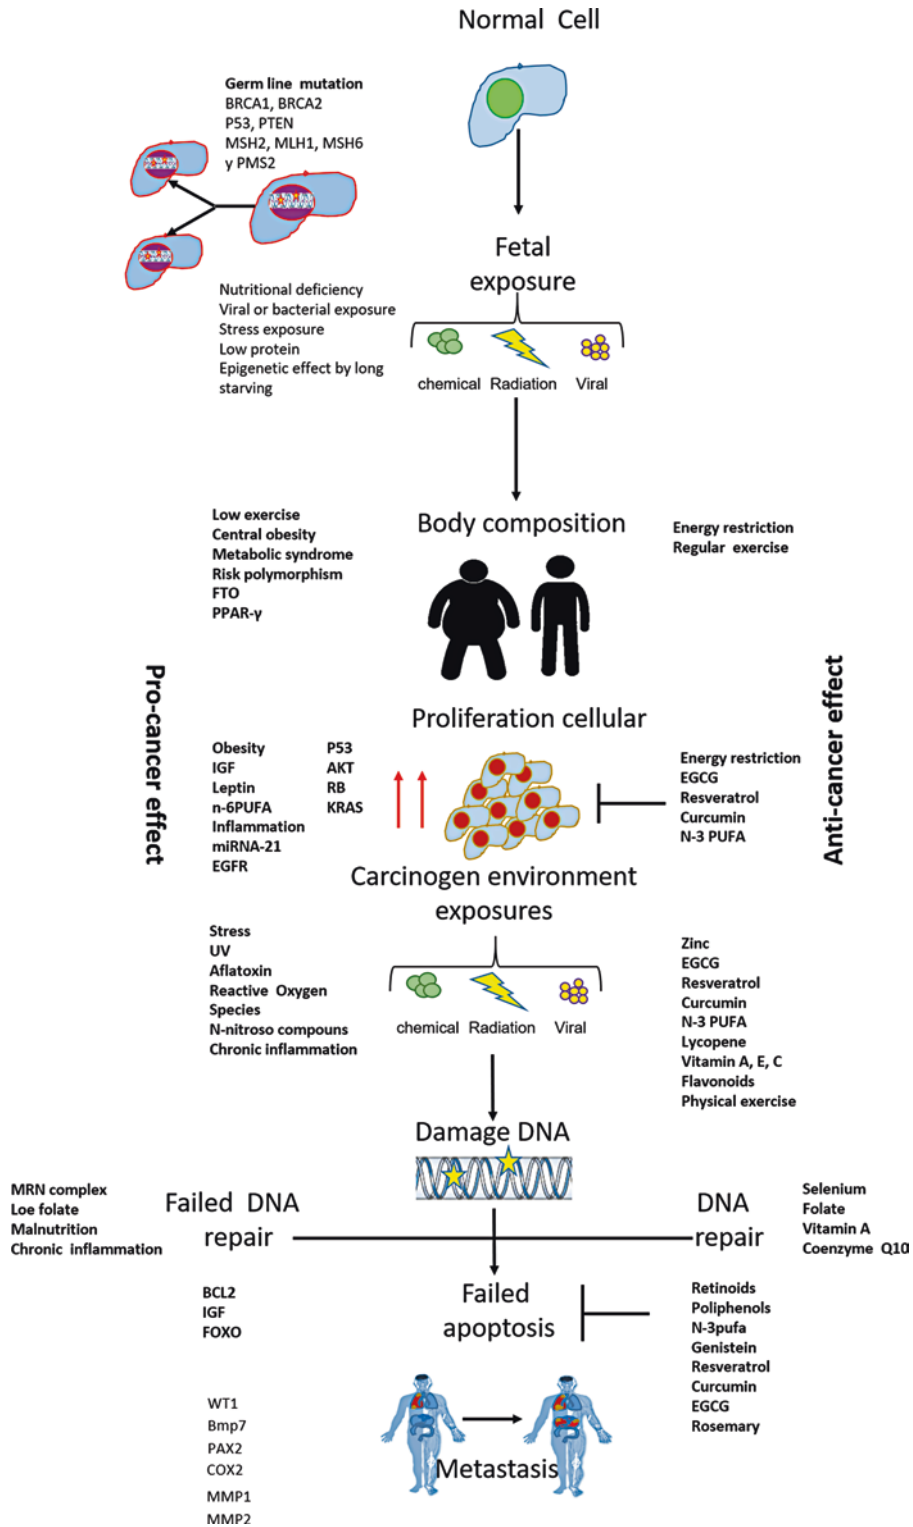 Normal Cell
Germ line mutation
BRCA1, BRCA2
P53, PTEN
MSH2, MLH1, MSH6
y PMS2
Fetal
exposure
Nutritional deficiency
Viral or bacterial exposure
Stress exposure
Low protein
Epigenetic effect by long
starving
chemical Radiation Viral
Body composition
Low exercise
Central obesity
Metabolic syndrome
Risk polymorphism
FTO
PPAR-γ
Energy restriction
Regular exercise
Pro-cancer effect
Anti-cancer effect
Proliferation cellular
Obesity
IGF
Leptin
n-6PUFA
Inflammation
miRNA-21
EGFR
P53
AKT
RB
KRAS
Energy restriction
EGCG
Resveratrol
Curcumin
N-3 PUFA
Carcinogen environment
exposures
Stress
UV
Aflatoxin
Reactive Oxygen
Species
N-nitroso compouns
Chronic inflammation
chemical Radiation Viral
Zinc
EGCG
Resveratrol
Curcumin
N-3 PUFA
Lycopene
Vitamin A, E, C
Flavonoids
Physical exercise
Damage DNA
MRN complex
Loe folate
Malnutrition
Chronic inflammation
Failed DNA
repair
DNA
repair
Selenium
Folate
Vitamin A
Coenzyme Q10
BCL2
IGF
FOXO
Failed
apoptosis
Retinoids
Poliphenols
N-3pufa
Genistein
Resveratrol
Curcumin
EGCG
Rosemary
WT1
Bmp7
PAX2
COX2
MMP1
MMP2
Metastasis